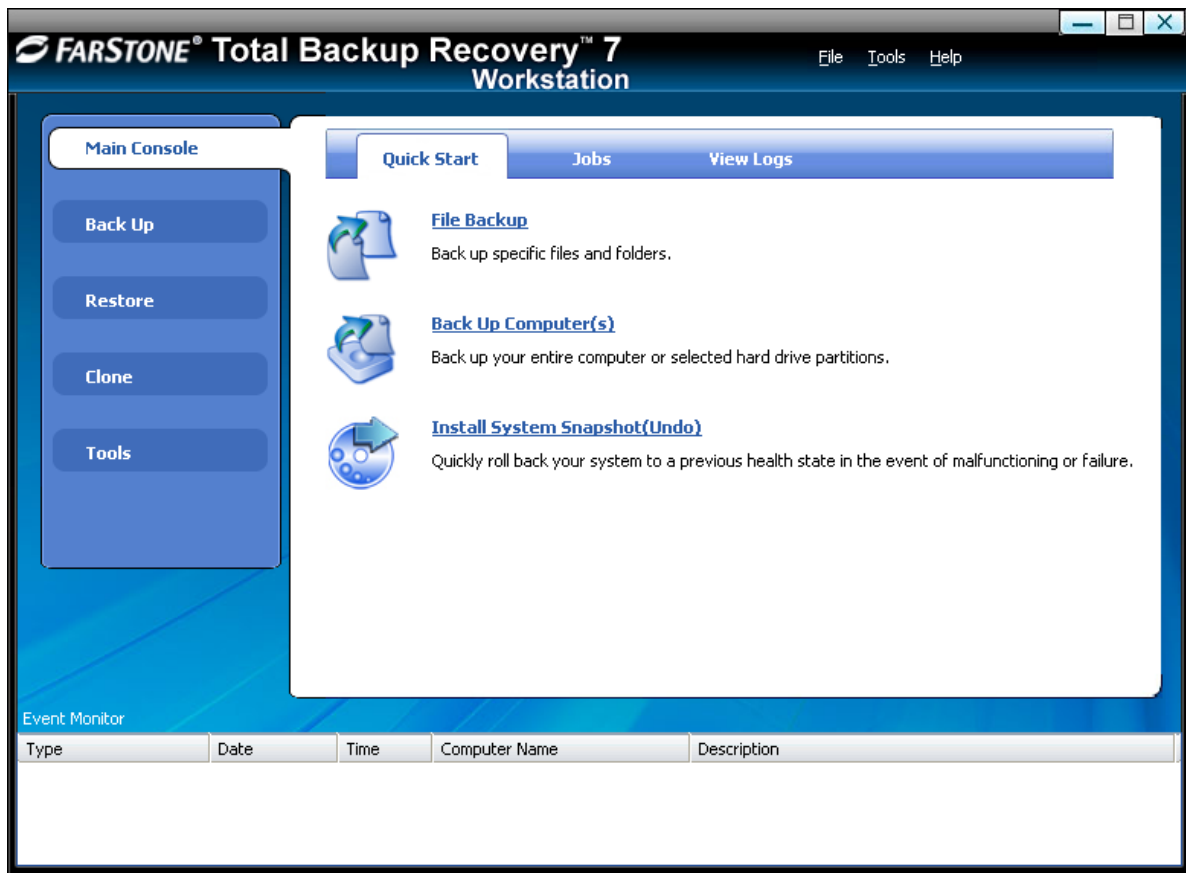 FARSTONE® Total Backup Recovery™ 7
Workstation
File Tools Help
Main Console
Back Up
Restore
Clone
Tools
Quick Start Jobs View Logs
File Backup
Back up specific files and folders.
Back Up Computer(s)
Back up your entire computer or selected hard drive partitions.
Install System Snapshot(Undo)
Quickly roll back your system to a previous health state in the event of malfunctioning or failure.
Event Monitor
Type Date Time Computer Name Description